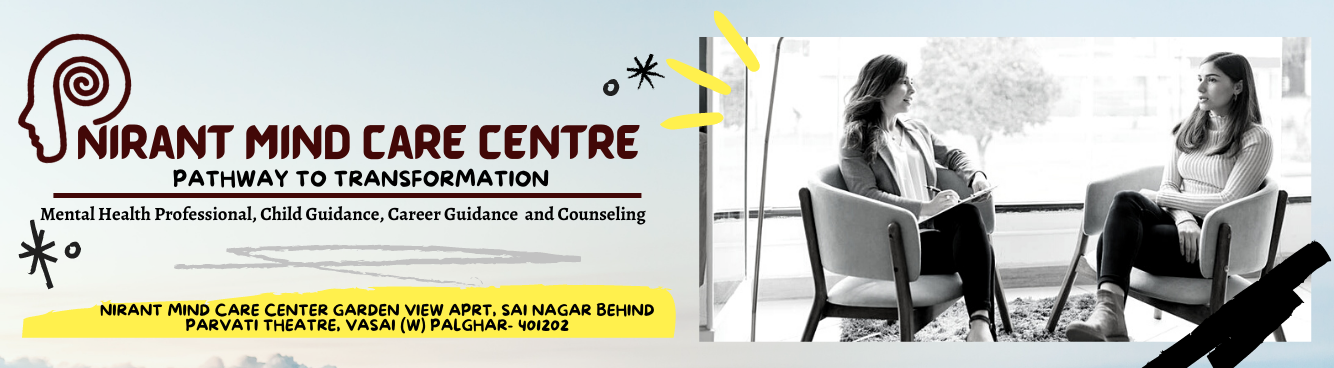 NIRANT MIND CARE CENTRE
PATHWAY TO TRANSFORMATION
Mental Health Professional, Child Guidance, Career Guidance and Counseling
NIRANT MIND CARE CENTER GARDEN VIEW APRT, SAI NAGAR BEHIND
PARVATI THEATRE, VASAI (W) PALGHAR- 401202